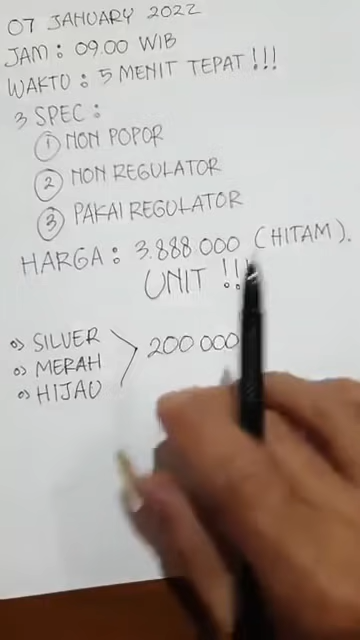 07 JANUARY 2022
JAM : 09.00 WIB
WAKTO : 5 MENIT TEPAT !!!
3 SPEC :
① NON POPOR
② NON REGULATOR
③ PAKAI REGULATOR
HARGA : 3.888.000 (HITAM).
UNIT !!!
o) SILVER
o) MERAH
o) HIJAU
200 000